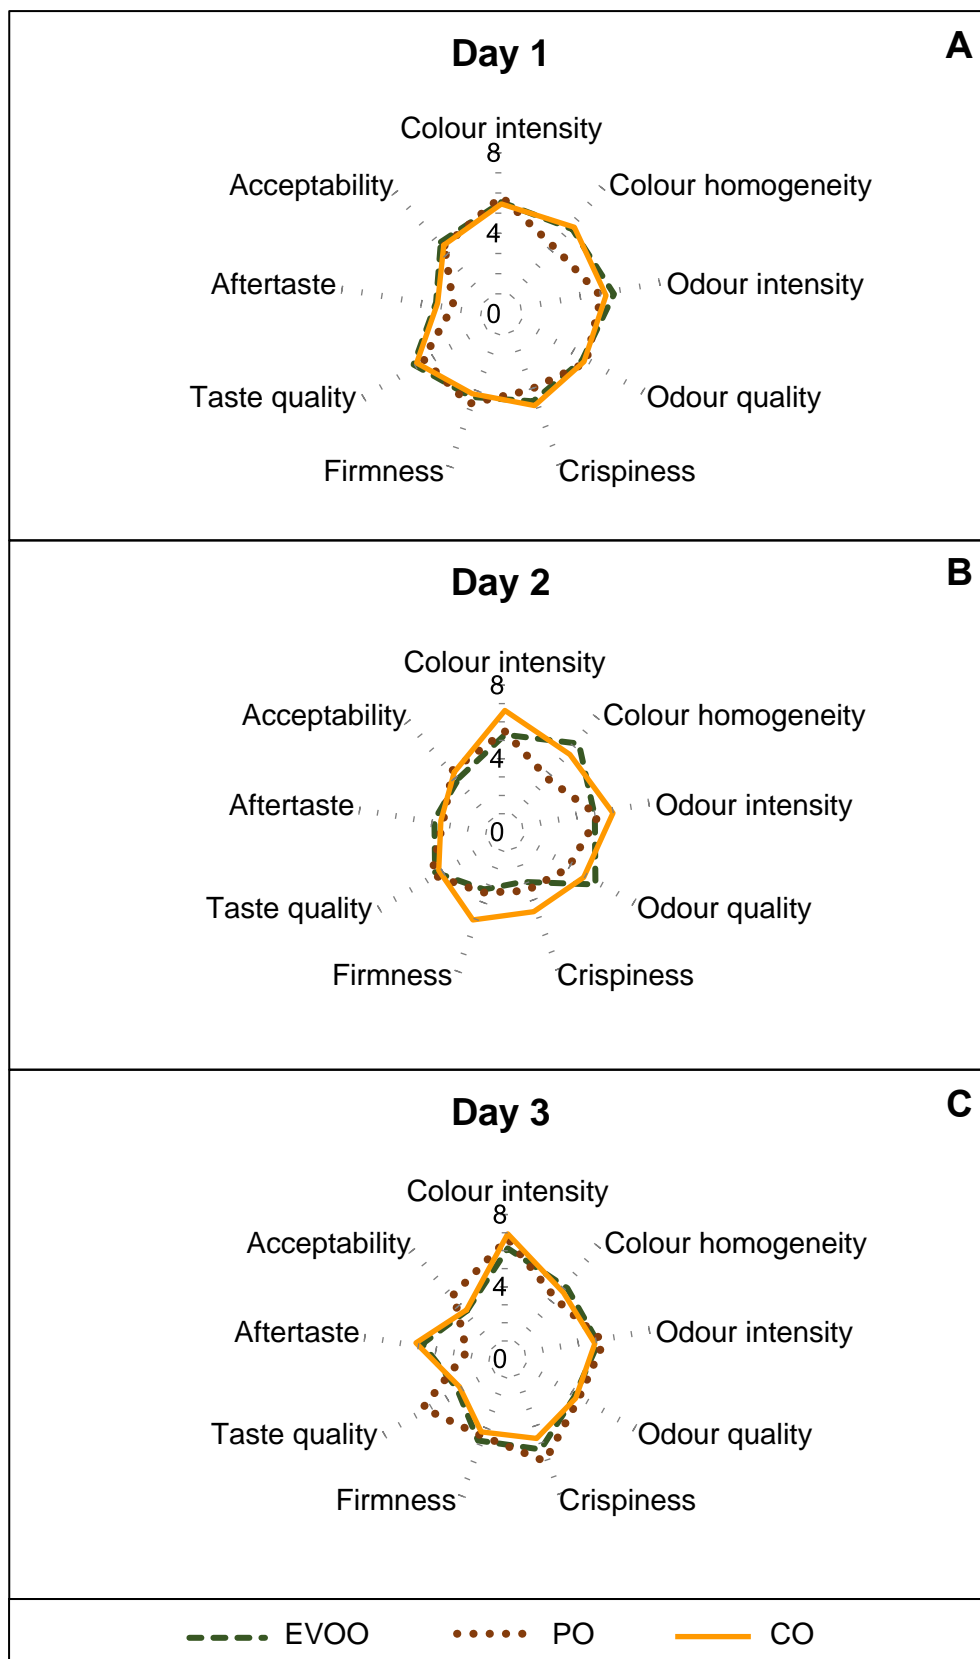 Day 1
A
Colour intensity
8
Acceptability
Colour homogeneity
4
Aftertaste
Odour intensity
0
Taste quality
Odour quality
Firmness
Crispiness
Day 2
B
Colour intensity
8
Acceptability
Colour homogeneity
4
Aftertaste
Odour intensity
0
Taste quality
Odour quality
Firmness
Crispiness
Day 3
C
Colour intensity
8
Acceptability
Colour homogeneity
4
Aftertaste
Odour intensity
0
Taste quality
Odour quality
Firmness
Crispiness
EVOO PO CO